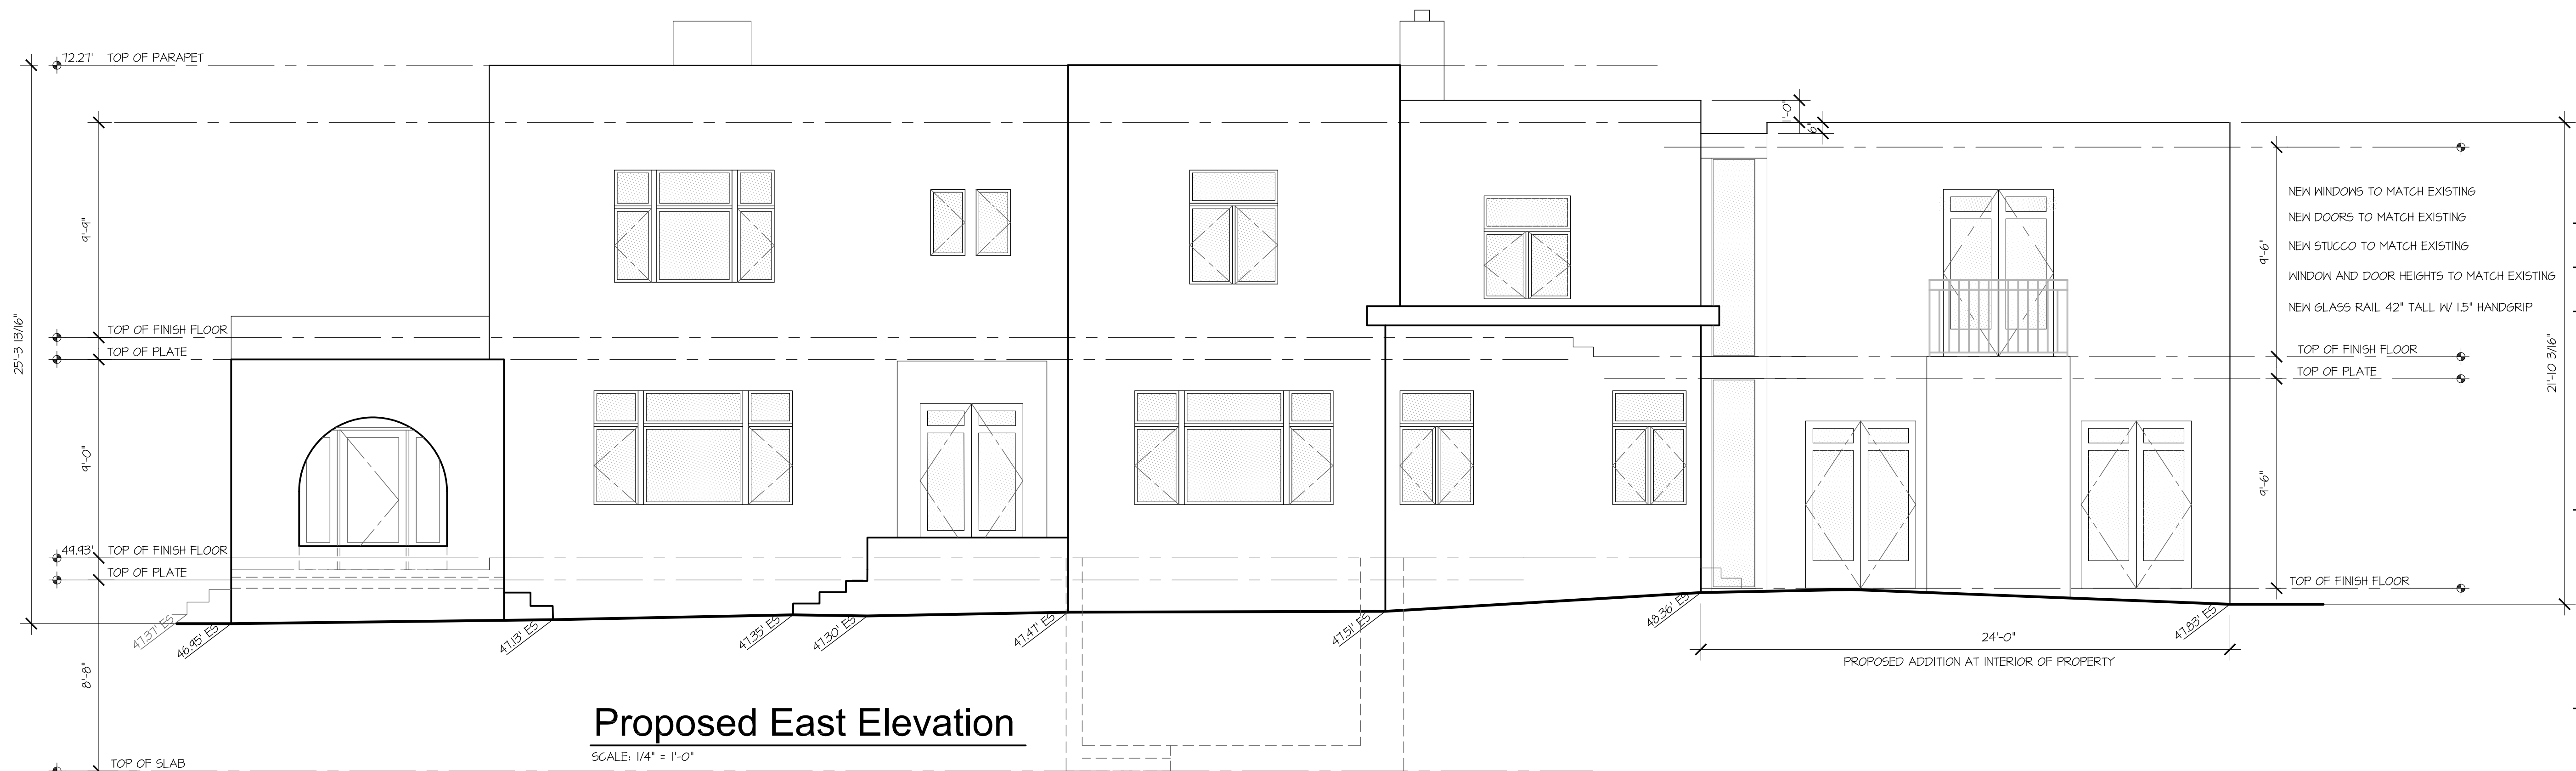 72.27' TOP OF PARAPET
1'-0"
6"
9'-9"
9'-6"
NEW WINDOWS TO MATCH EXISTING
NEW DOORS TO MATCH EXISTING
NEW STUCCO TO MATCH EXISTING
WINDOW AND DOOR HEIGHTS TO MATCH EXISTING
NEW GLASS RAIL 42" TALL W/ 1.5" HANDGRIP
25'-3 13/16"
21'-10 3/16"
TOP OF FINISH FLOOR
TOP OF PLATE
TOP OF FINISH FLOOR
TOP OF PLATE
9'-0"
9'-6"
49.93' TOP OF FINISH FLOOR
TOP OF PLATE
TOP OF FINISH FLOOR
47.37' ES
46.95' ES
47.13' ES
47.35' ES
47.30' ES
47.47' ES
47.51' ES
48.36' ES
47.83' ES
24'-0"
PROPOSED ADDITION AT INTERIOR OF PROPERTY
8'-8"
Proposed East Elevation
SCALE: 1/4" = 1'-0"
TOP OF SLAB